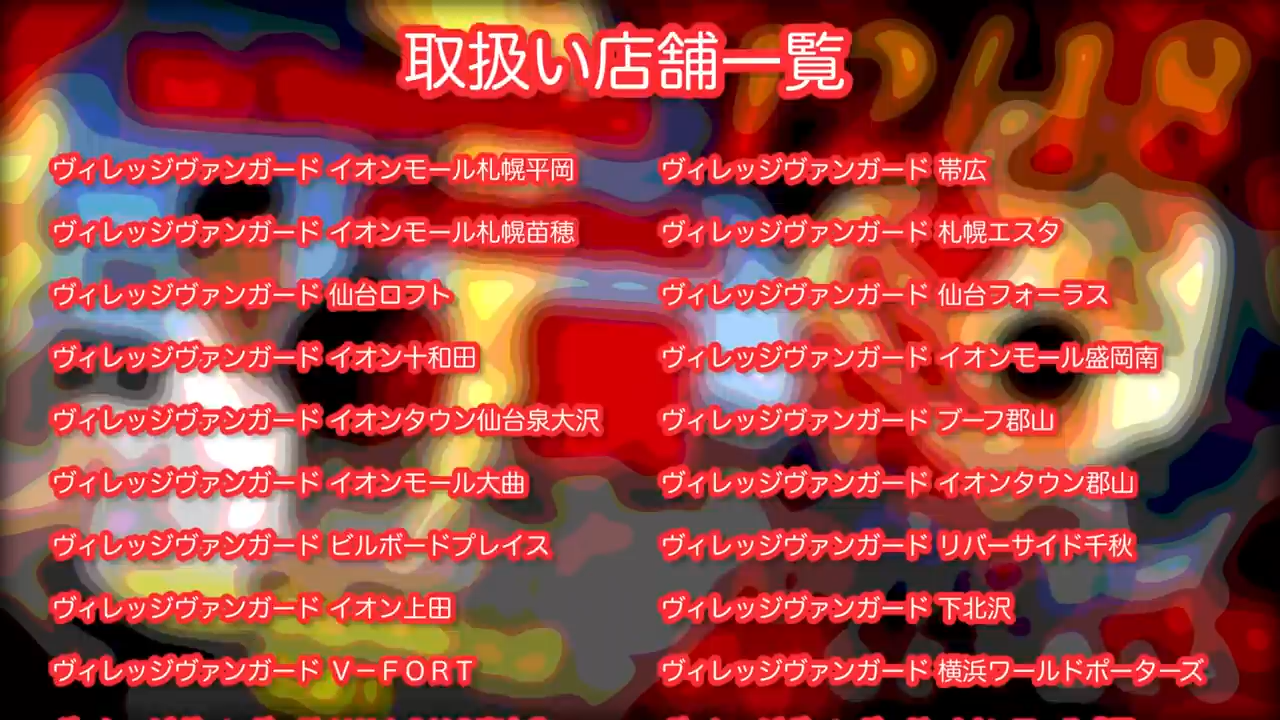 取扱い店舗一覧
ヴィレッジヴァンガード イオンモール札幌平岡
ヴィレッジヴァンガード 帯広
ヴィレッジヴァンガード イオンモール札幌苗穂
ヴィレッジヴァンガード 札幌エスタ
ヴィレッジヴァンガード 仙台ロフト
ヴィレッジヴァンガード 仙台フォーラス
ヴィレッジヴァンガード イオン十和田
ヴィレッジヴァンガード イオンモール盛岡南
ヴィレッジヴァンガード イオンタウン仙台泉大沢
ヴィレッジヴァンガード ブーフ郡山
ヴィレッジヴァンガード イオンモール大曲
ヴィレッジヴァンガード イオンタウン郡山
ヴィレッジヴァンガード ビルボードプレイス
ヴィレッジヴァンガード リバーサイド千秋
ヴィレッジヴァンガード イオン上田
ヴィレッジヴァンガード 下北沢
ヴィレッジヴァンガード Ｖ－ＦＯＲＴ
ヴィレッジヴァンガード 横浜ワールドポーターズ